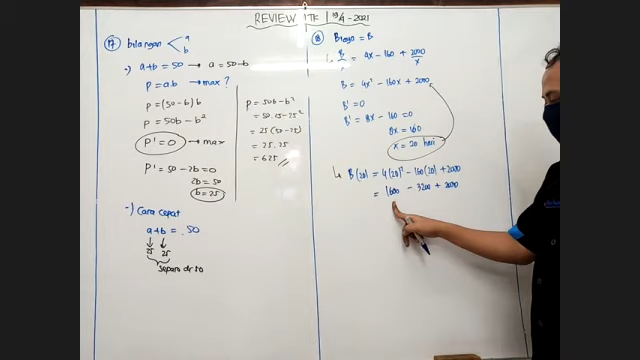 REVIEW TK | 19/4 - 2021
17 bilangan < a
b
-) a+b = 50 → a = 50-b
P = a.b → max ?
P = (50-b) b
P = 50b - b²
P' = 0 → max
P' = 50 - 2b = 0
2b = 50
b = 25
-) Cara cepat
a+b = 50
25 25
separo dr 50
P = 50b - b²
= 50.25 - 25²
= 25 (50-25)
= 25.25
= 625
18 Biaya = B
B/x = 4x - 160 + 2000/x
B = 4x² - 160x + 2000
B' = 0
B' = 8x - 160 = 0
8x = 160
x = 20 hari
B(20) = 4(20)² - 160(20) + 2000
= 1600 - 3200 + 2000